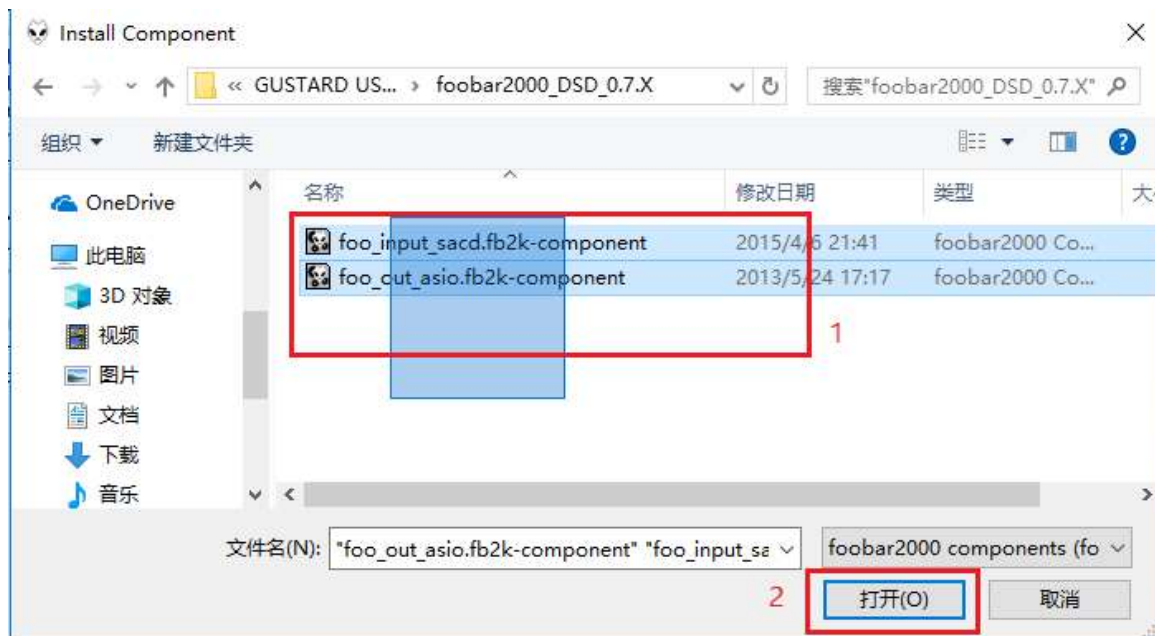 Install Component
« GUSTARD US... › foobar2000_DSD_0.7.X
搜索"foobar2000_DSD_0.7.X"
组织
新建文件夹
名称 修改日期 类型 大
OneDrive
foo_input_sacd.fb2k-component 2015/4/6 21:41 foobar2000 Co...
此电脑
foo_out_asio.fb2k-component 2013/5/24 17:17 foobar2000 Co...
3D 对象
视频
1
图片
文档
下载
音乐
文件名(N): "foo_out_asio.fb2k-component" "foo_input_sa
foobar2000 components (fo
2
打开(O)
取消